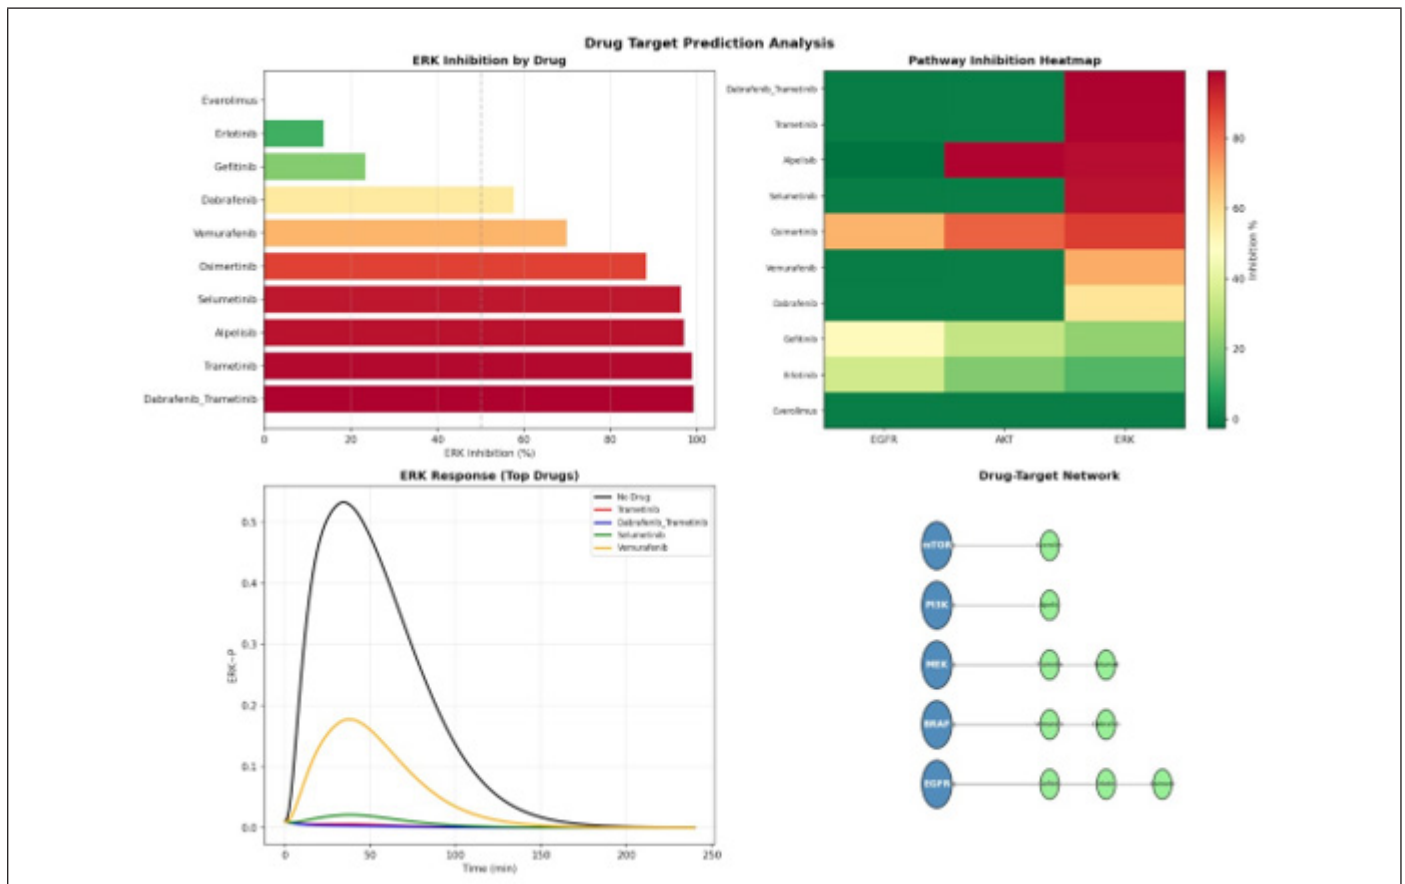 Drug Target Prediction Analysis
ERK Inhibition by Drug
Everolimus
Erlotinib
Gefitinib
Dabrafenib
Vemurafenib
Osimertinib
Selumetinib
Alpelisib
Trametinib
Dabrafenib_Trametinib
0 20 40 60 80 100
ERK Inhibition (%)
Pathway Inhibition Heatmap
Dabrafenib_Trametinib
Trametinib
Alpelisib
Selumetinib
Osimertinib
Vemurafenib
Dabrafenib
Gefitinib
Erlotinib
Everolimus
EGFR AKT ERK
80
60
40
20
0
Inhibition %
ERK Response (Top Drugs)
No Drug
Trametinib
Dabrafenib_Trametinib
Selumetinib
Vemurafenib
0.5
0.4
0.3
0.2
0.1
0.0
ERK-P
0 50 100 150 200 250
Time (min)
Drug-Target Network
mTOR
PI3K
MEK
BRAF
EGFR